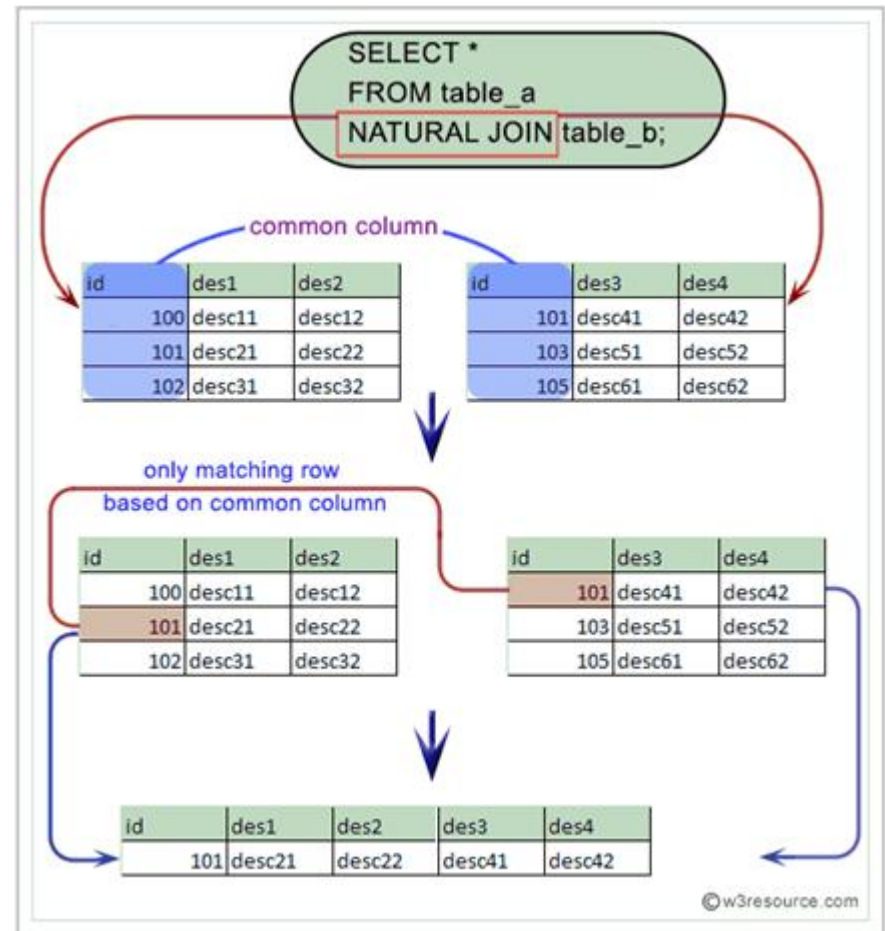 SELECT *
FROM table_a
NATURAL JOIN table_b;
common column
id des1 des2
100 desc11 desc12
101 desc21 desc22
102 desc31 desc32
id des3 des4
101 desc41 desc42
103 desc51 desc52
105 desc61 desc62
only matching row
based on common column
id des1 des2
100 desc11 desc12
101 desc21 desc22
102 desc31 desc32
id des3 des4
101 desc41 desc42
103 desc51 desc52
105 desc61 desc62
id des1 des2 des3 des4
101 desc21 desc22 desc41 desc42
©w3resource.com